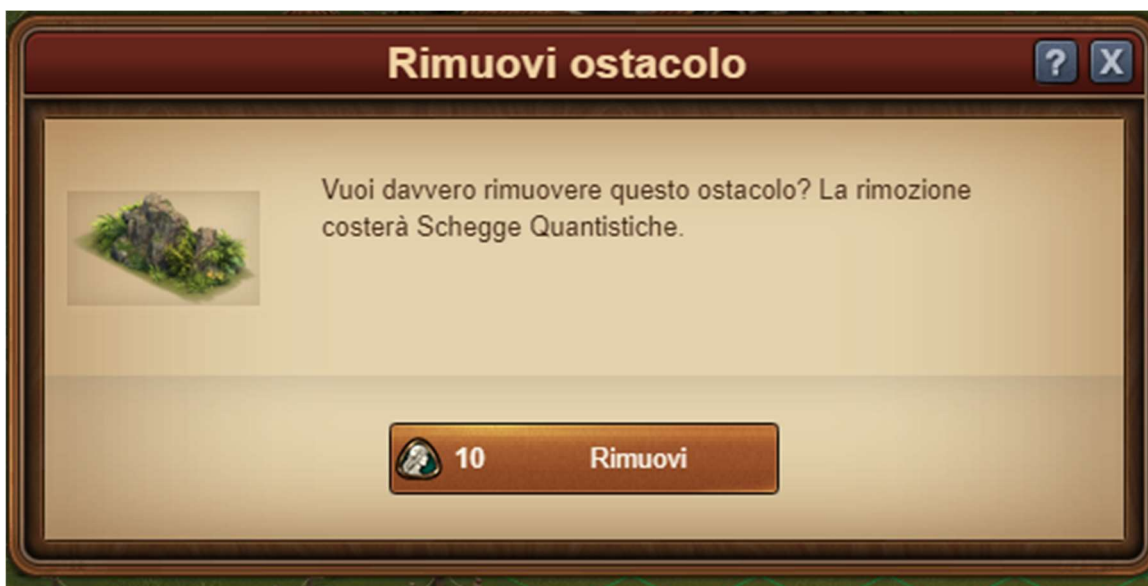 Rimuovi ostacolo
? X
Vuoi davvero rimuovere questo ostacolo? La rimozione
costerà Schegge Quantistiche.
10 Rimuovi